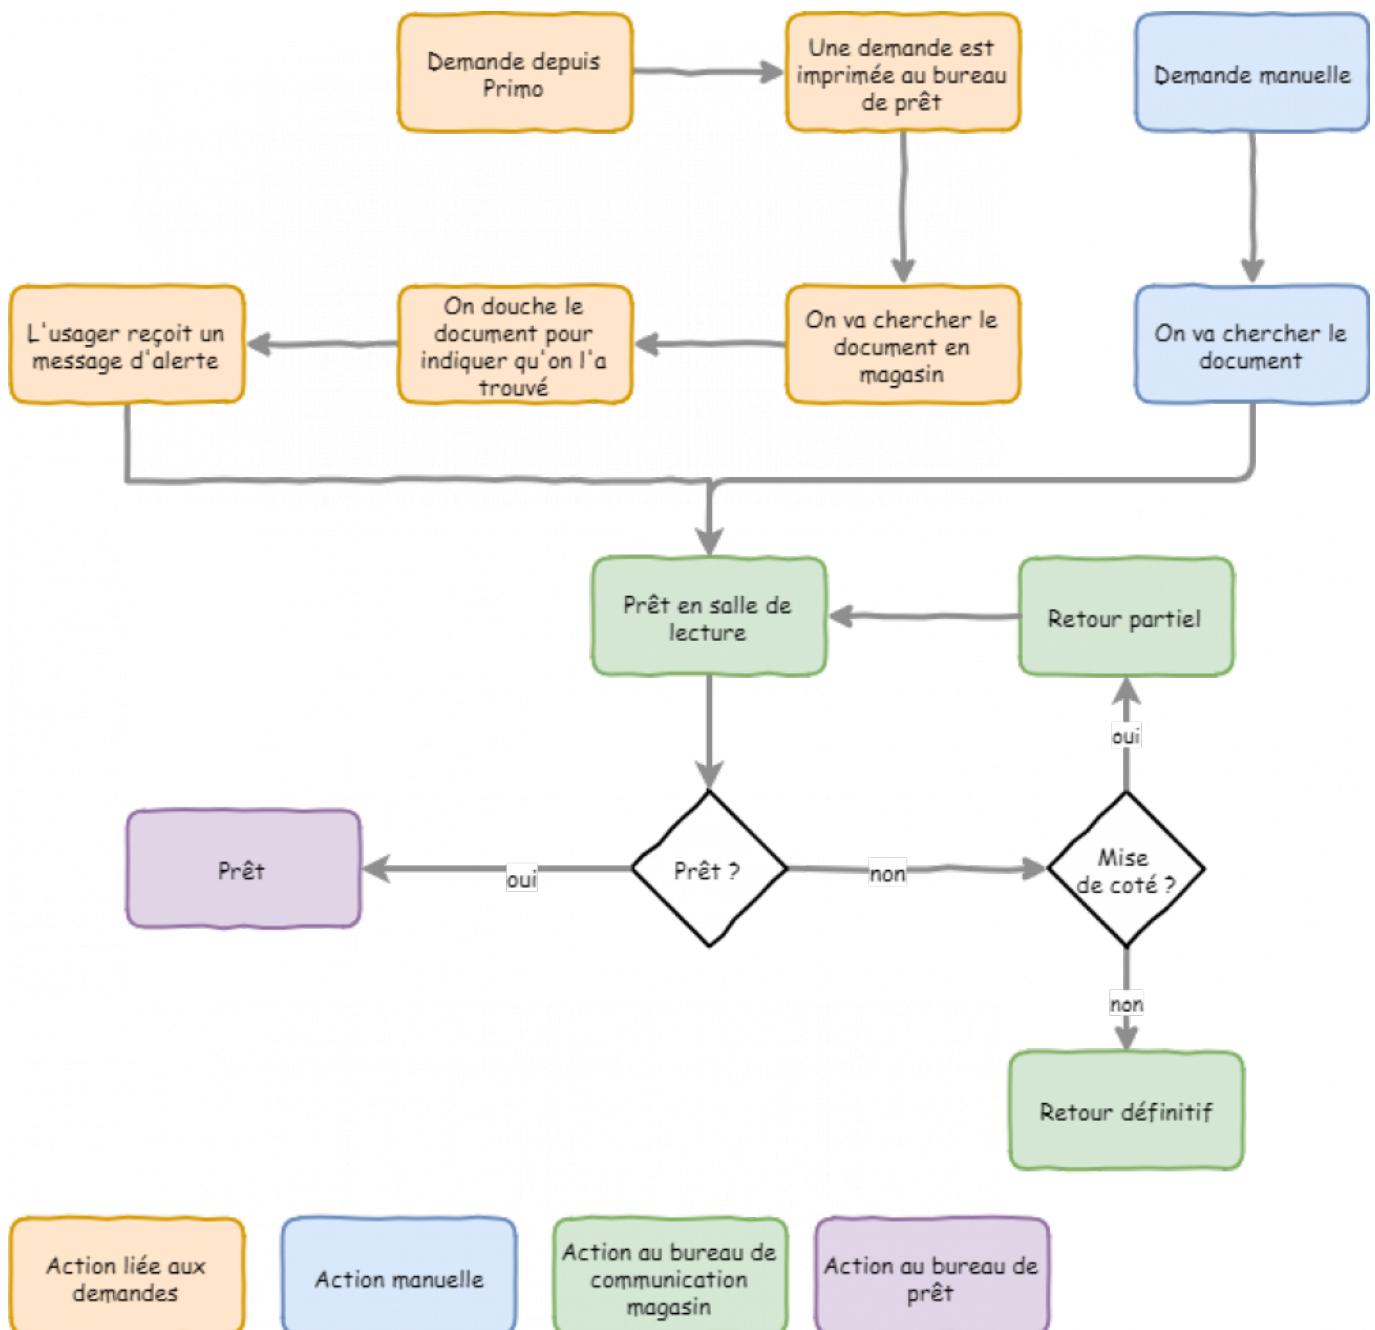 Demande depuis
Primo
Une demande est
imprimée au bureau
de prêt
Demande manuelle
L'usager reçoit un
message d'alerte
On douche le
document pour
indiquer qu'on l'a
trouvé
On va chercher le
document en
magasin
On va chercher le
document
Prêt en salle de
lecture
Retour partiel
oui
Prêt
oui
Prêt ?
non
Mise
de coté ?
non
Retour définitif
Action liée aux
demandes
Action manuelle
Action au bureau de
communication
magasin
Action au bureau de
prêt